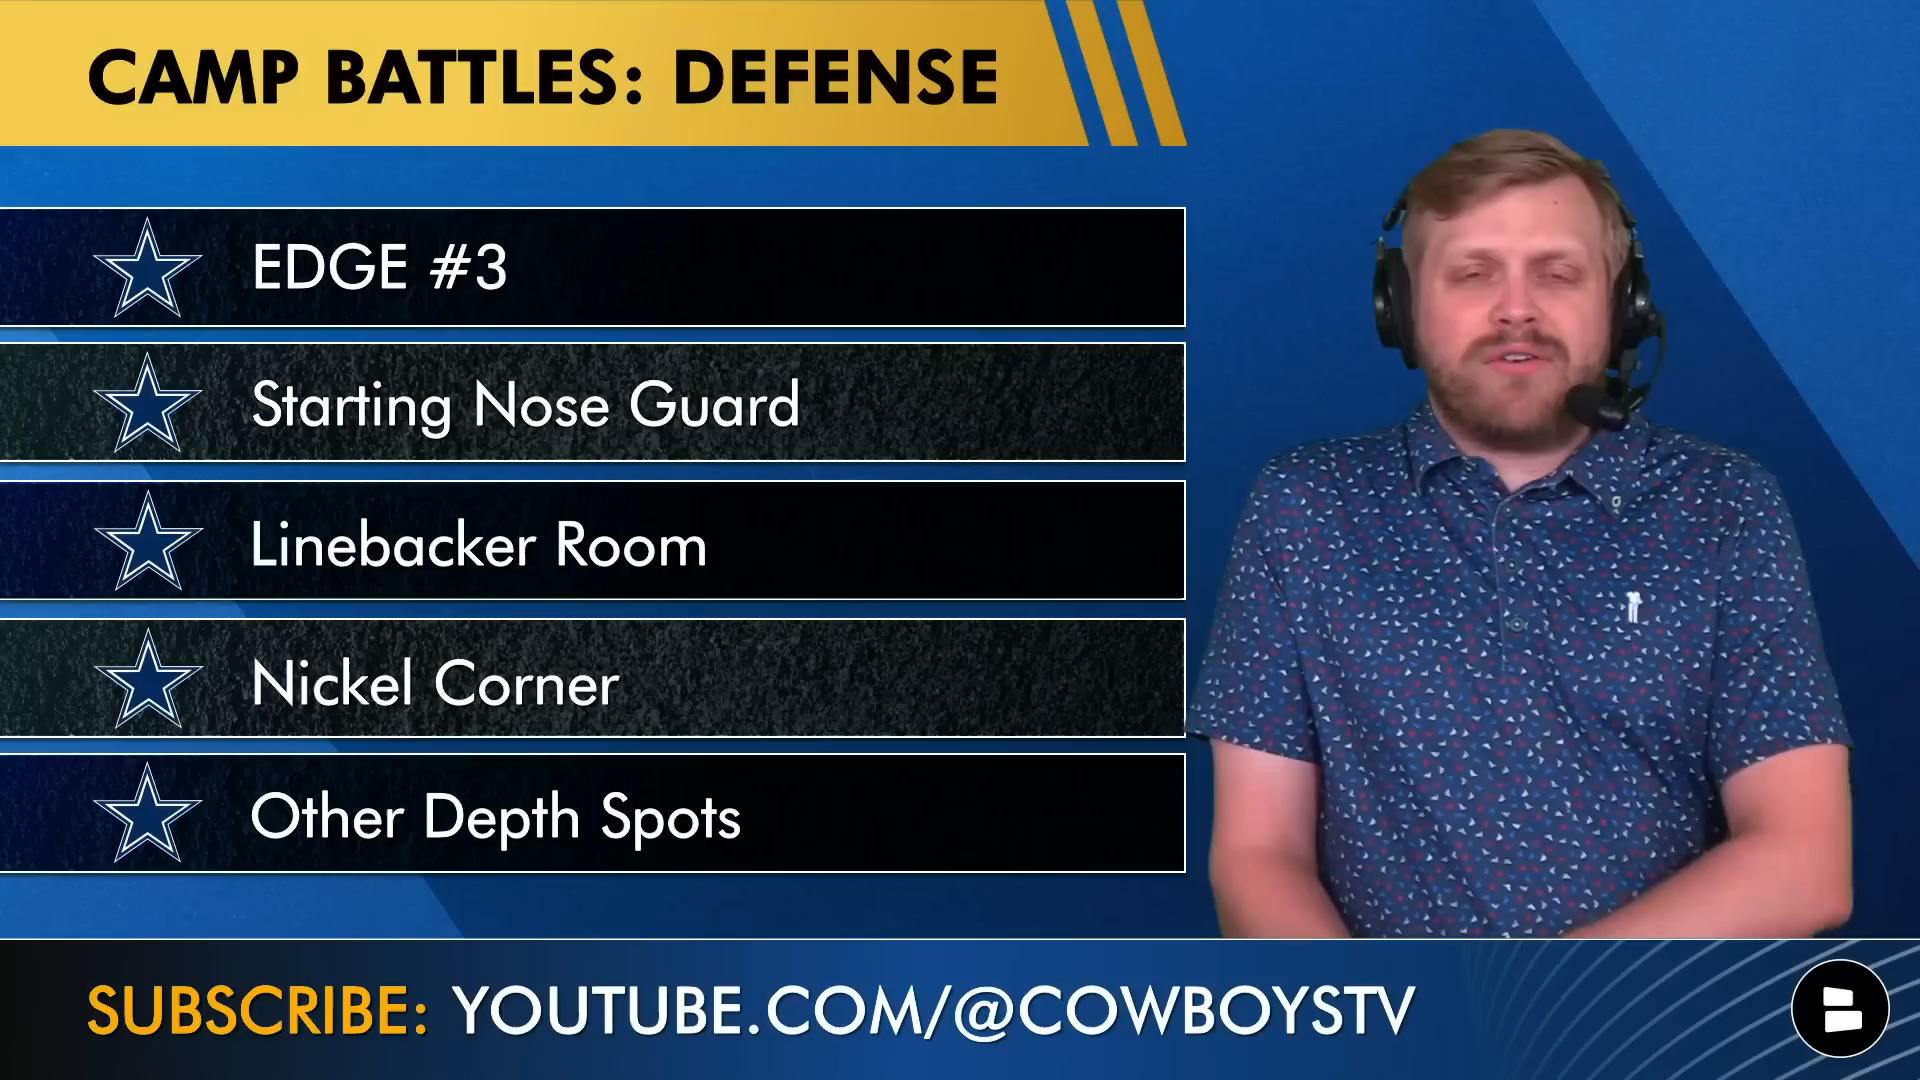 CAMP BATTLES: DEFENSE
EDGE #3
Starting Nose Guard
Linebacker Room
Nickel Corner
Other Depth Spots
SUBSCRIBE: YOUTUBE.COM/@COWBOYSTV